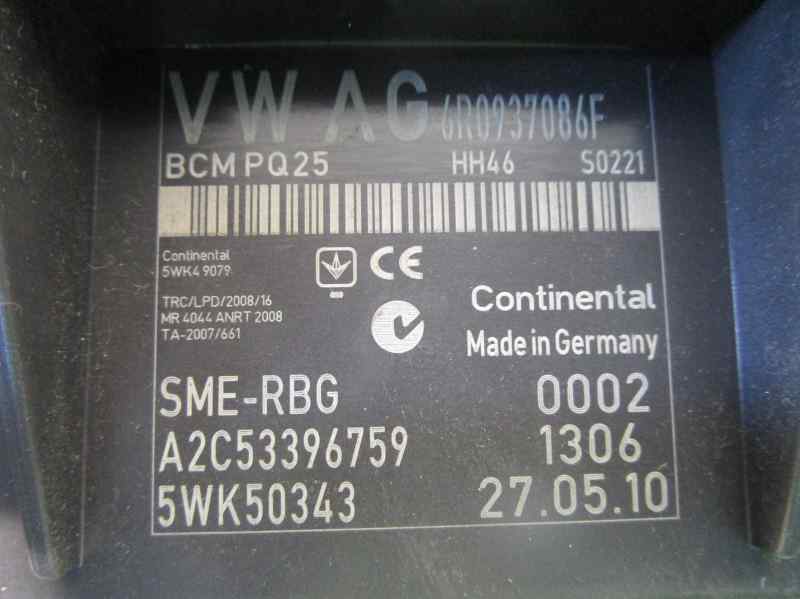 VW AG 6R0937086F
BCM PQ25 HH46 S0221
Continental
5WK4 9079
CE
TRC/LPD/2008/16
MR 4044 ANRT 2008
TA-2007/661
Continental
Made in Germany
SME-RBG 0002
A2C53396759 1306
5WK50343 27.05.10